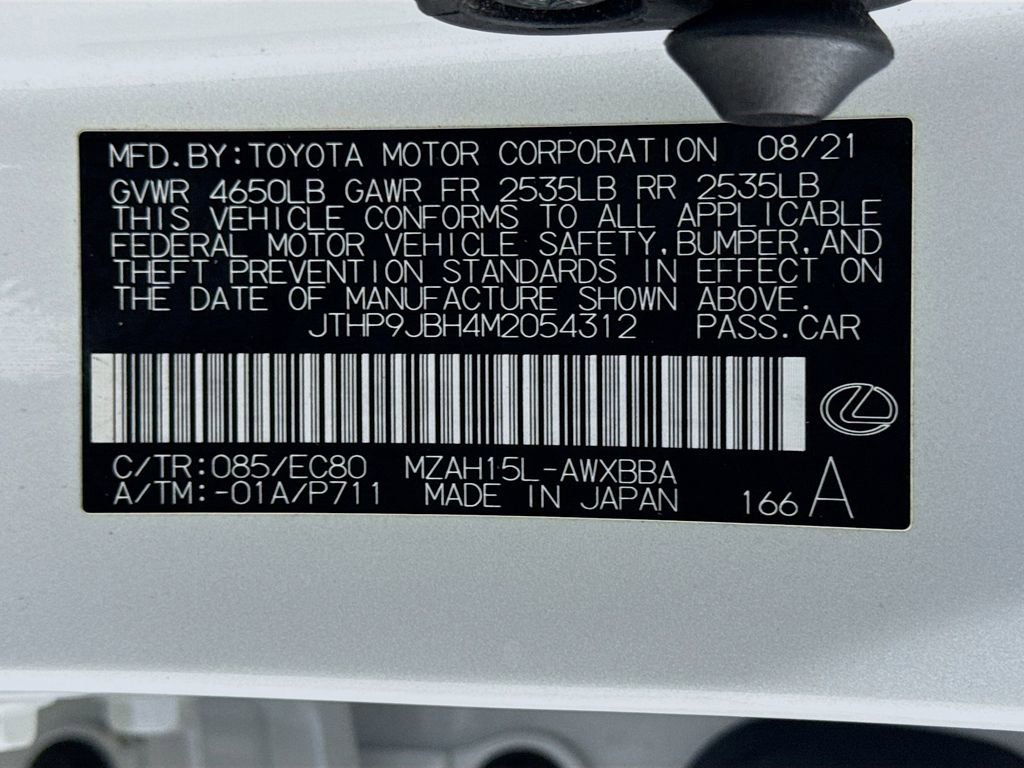 MFD.BY:TOYOTA MOTOR CORPORATION 08/21
GVWR 4650LB GAWR FR 2535LB RR 2535LB
THIS VEHICLE CONFORMS TO ALL APPLICABLE
FEDERAL MOTOR VEHICLE SAFETY,BUMPER,AND
THEFT PREVENTION STANDARDS IN EFFECT ON
THE DATE OF MANUFACTURE SHOWN ABOVE.
JTHP9JBH4M2054312 PASS.CAR
C/TR:085/EC80 MZAH15L-AWXBBA
A/TM:-01A/P711 MADE IN JAPAN 166 A